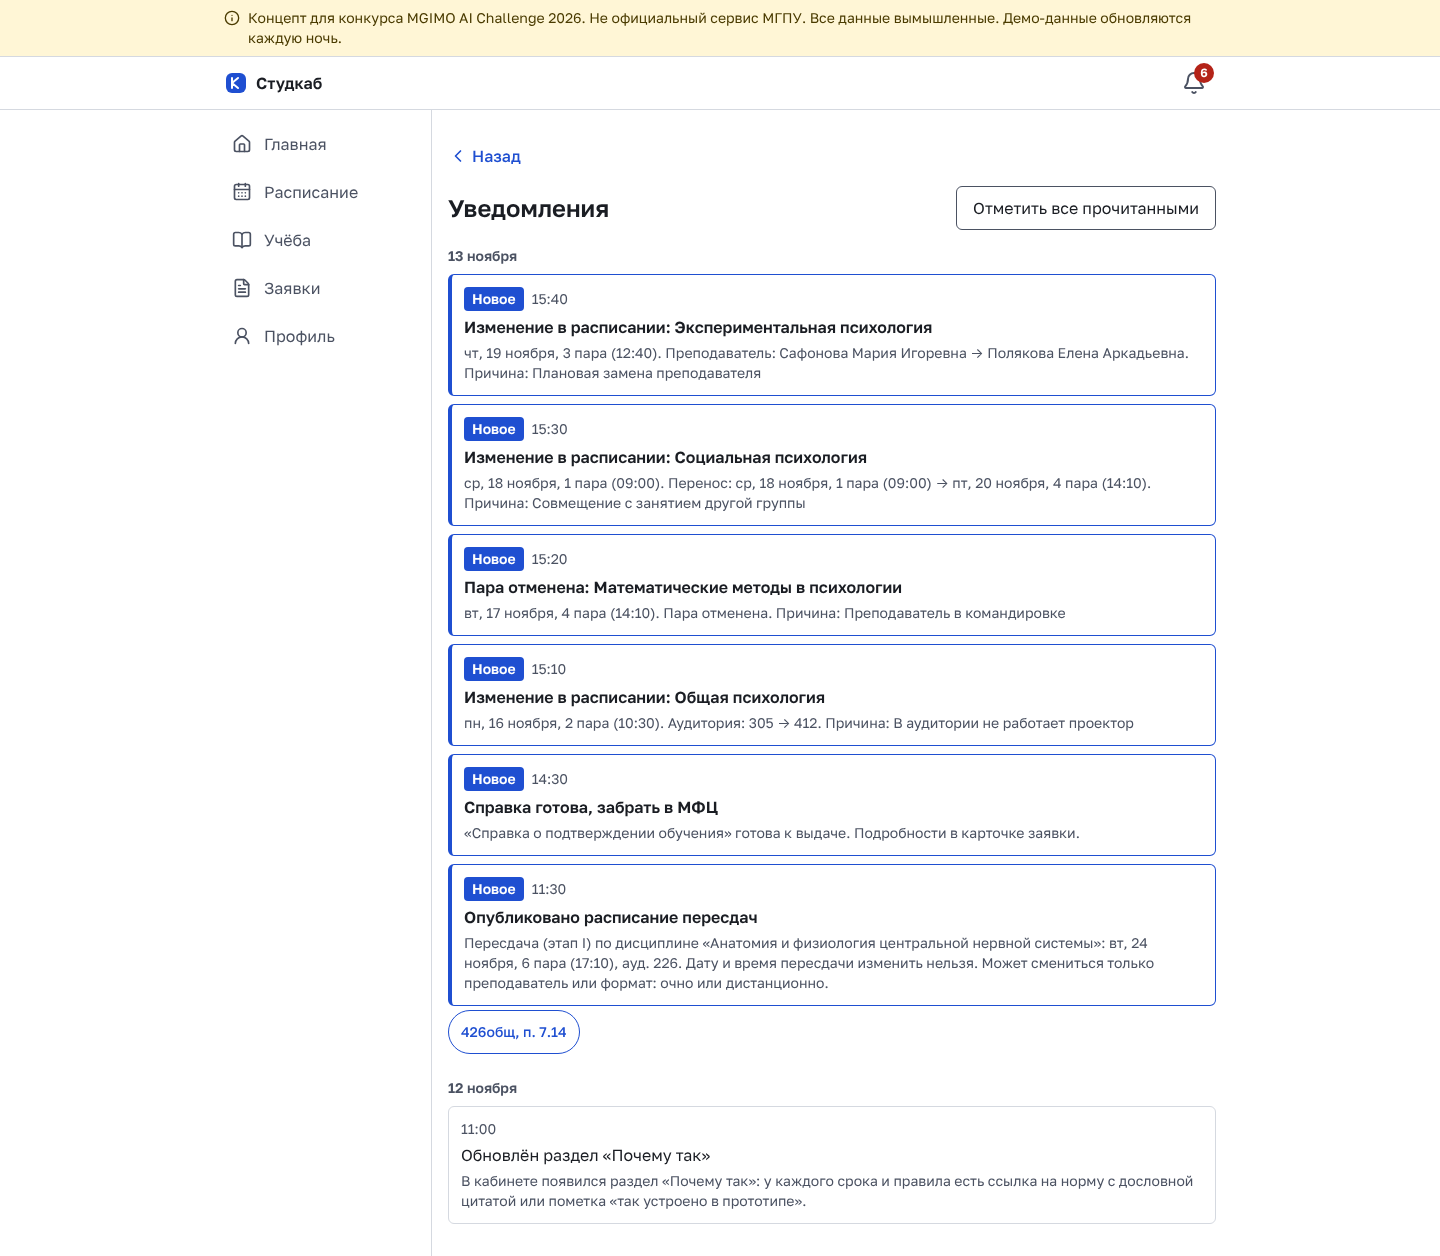 Концепт для конкурса MGIMO AI Challenge 2026. Не официальный сервис МГПУ. Все данные вымышленные. Демо-данные обновляются
каждую ночь.
Студкаб
6
Главная
Расписание
Учёба
Заявки
Профиль
Назад
Уведомления
Отметить все прочитанными
13 ноября
Новое 15:40
Изменение в расписании: Экспериментальная психология
чт, 19 ноября, 3 пара (12:40). Преподаватель: Сафонова Мария Игоревна → Полякова Елена Аркадьевна.
Причина: Плановая замена преподавателя
Новое 15:30
Изменение в расписании: Социальная психология
ср, 18 ноября, 1 пара (09:00). Перенос: ср, 18 ноября, 1 пара (09:00) → пт, 20 ноября, 4 пара (14:10).
Причина: Совмещение с занятием другой группы
Новое 15:20
Пара отменена: Математические методы в психологии
вт, 17 ноября, 4 пара (14:10). Пара отменена. Причина: Преподаватель в командировке
Новое 15:10
Изменение в расписании: Общая психология
пн, 16 ноября, 2 пара (10:30). Аудитория: 305 → 412. Причина: В аудитории не работает проектор
Новое 14:30
Справка готова, забрать в МФЦ
«Справка о подтверждении обучения» готова к выдаче. Подробности в карточке заявки.
Новое 11:30
Опубликовано расписание пересдач
Пересдача (этап I) по дисциплине «Анатомия и физиология центральной нервной системы»: вт, 24
ноября, 6 пара (17:10), ауд. 226. Дату и время пересдачи изменить нельзя. Может смениться только
преподаватель или формат: очно или дистанционно.
426общ, п. 7.14
12 ноября
11:00
Обновлён раздел «Почему так»
В кабинете появился раздел «Почему так»: у каждого срока и правила есть ссылка на норму с дословной
цитатой или пометка «так устроено в прототипе».